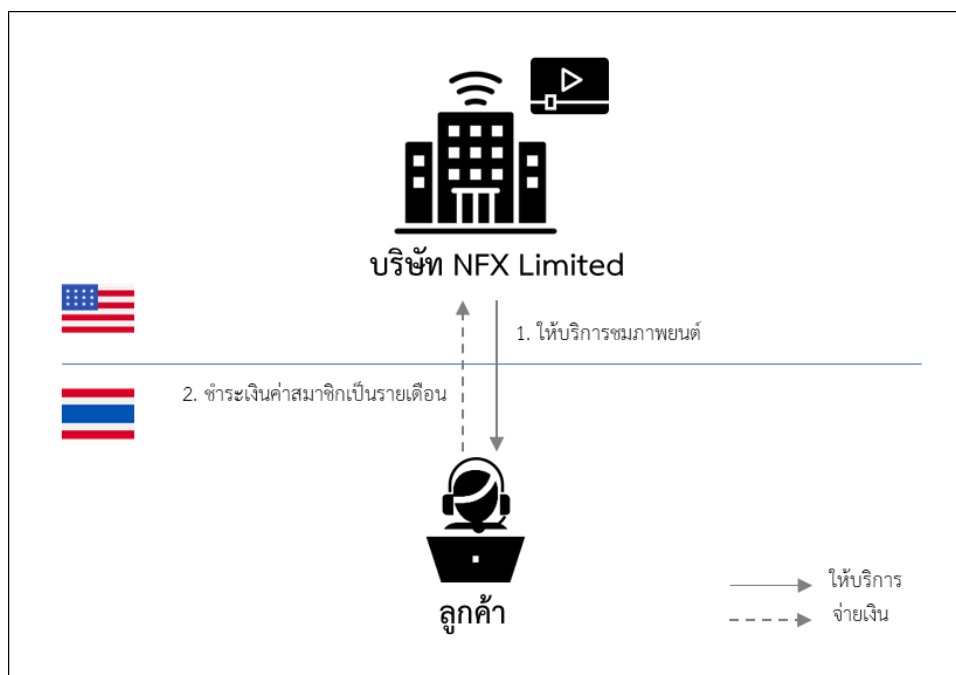 บริษัท NFX Limited
1. ให้บริการชมภาพยนต์
2. ชำระเงินค่าสมาชิกเป็นรายเดือน
ลูกค้า
ให้บริการ
จ่ายเงิน